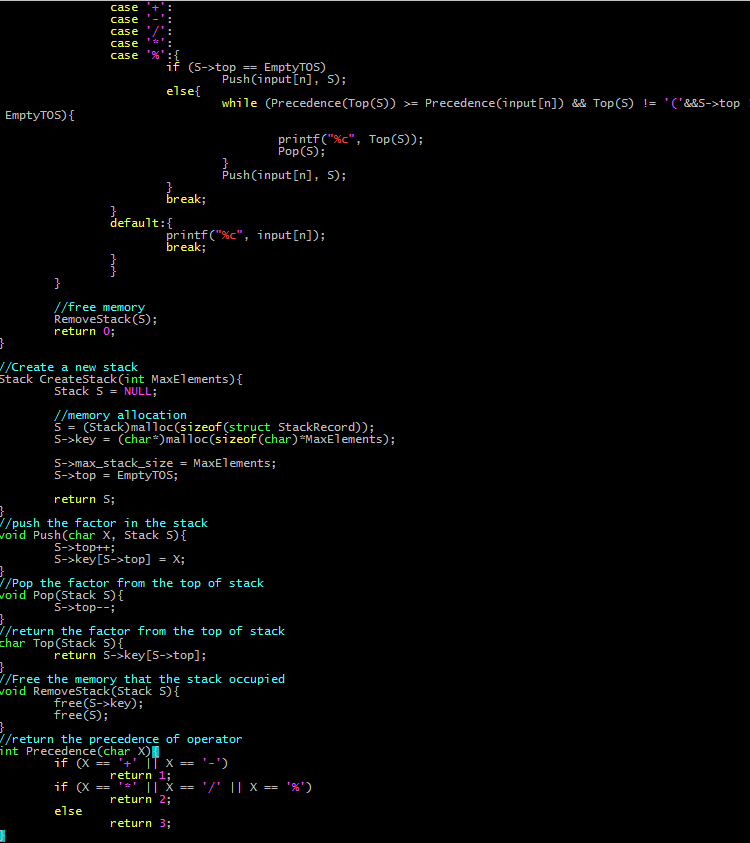 case '+':
case '-':
case '/':
case '*':
case '%':{
if (S->top == EmptyTOS)
Push(input[n], S);
else{
while (Precedence(Top(S)) >= Precedence(input[n]) && Top(S) != '('&&S->top
EmptyTOS){
printf("%c", Top(S));
Pop(S);
}
Push(input[n], S);
}
break;
}
default:{
printf("%c", input[n]);
break;
}
}
}
//free memory
RemoveStack(S);
return 0;
}
//Create a new stack
Stack CreateStack(int MaxElements){
Stack S = NULL;
//memory allocation
S = (Stack)malloc(sizeof(struct StackRecord));
S->key = (char*)malloc(sizeof(char)*MaxElements);
S->max_stack_size = MaxElements;
S->top = EmptyTOS;
return S;
}
//push the factor in the stack
void Push(char X, Stack S){
S->top++;
S->key[S->top] = X;
}
//Pop the factor from the top of stack
void Pop(Stack S){
S->top--;
}
//return the factor from the top of stack
char Top(Stack S){
return S->key[S->top];
}
//Free the memory that the stack occupied
void RemoveStack(Stack S){
free(S->key);
free(S);
}
//return the precedence of operator
int Precedence(char X){
if (X == '+' || X == '-')
return 1;
if (X == '*' || X == '/' || X == '%')
return 2;
else
return 3;
}